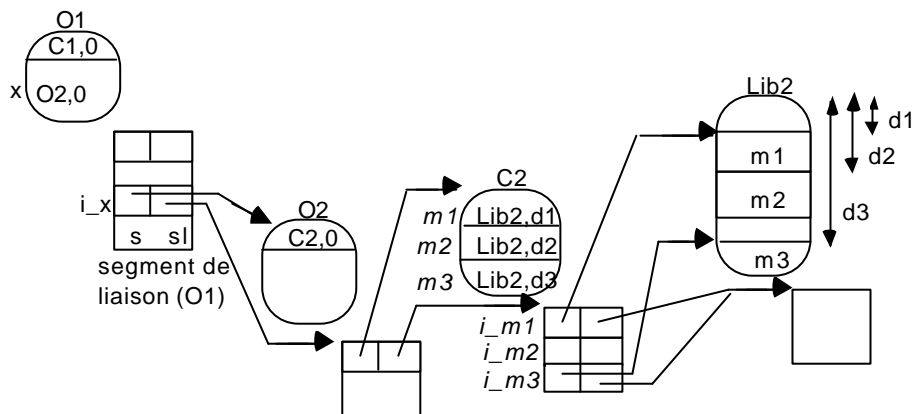 O1
C1,0
x
O2,0
i_x
s
sl
segment de
liaison (O1)
O2
C2,0
C2
m1
Lib2,d1
m2
Lib2,d2
m3
Lib2,d3
i_m1
i_m2
i_m3
Lib2
m1
m2
m3
d1
d2
d3